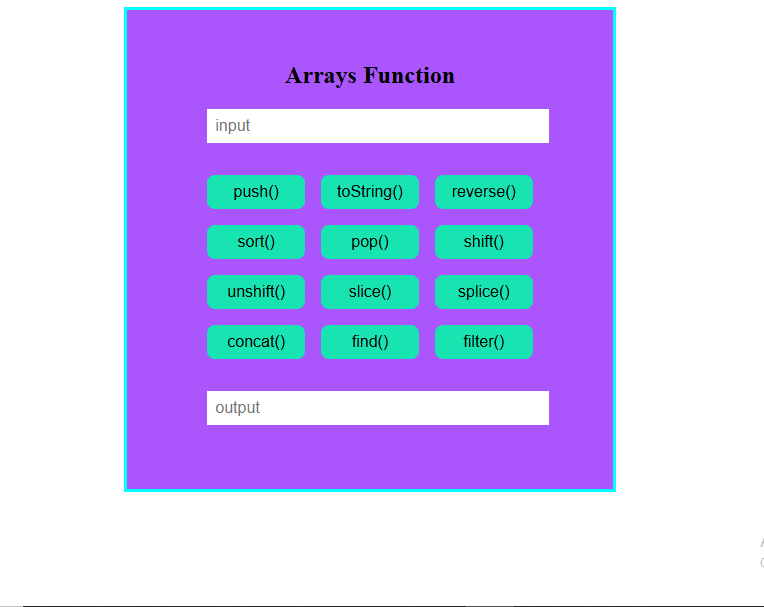 Arrays Function
input
push() toString() reverse()
sort() pop() shift()
unshift() slice() splice()
concat() find() filter()
output